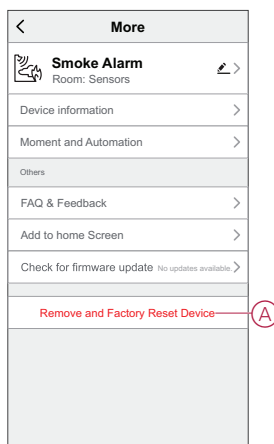 More
Smoke Alarm
Room: Sensors
Device information
Moment and Automation
Others
FAQ & Feedback
Add to home Screen
Check for firmware update No updates available.
Remove and Factory Reset Device
A